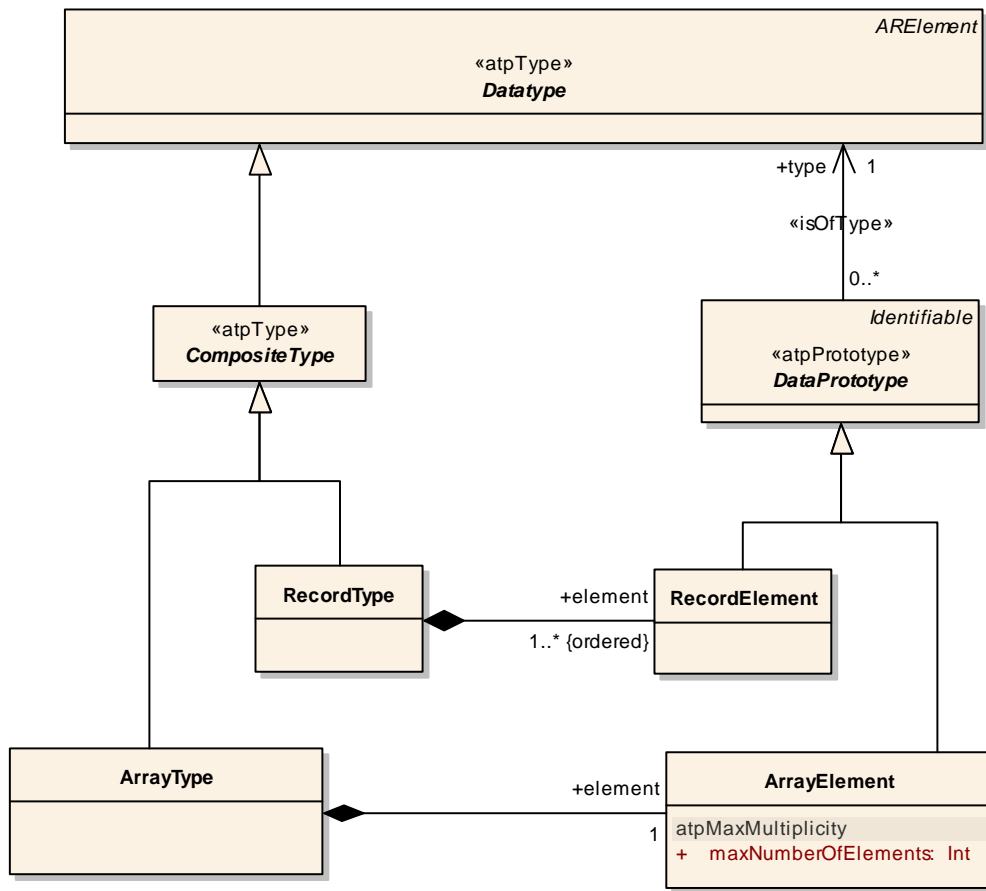 ARElement
«atpType»
Datatype
+type 1
«isOfType»
0..*
«atpType»
CompositeType
Identifiable
«atpPrototype»
DataPrototype
RecordType
+element
1..* {ordered}
RecordElement
ArrayType
+element
1
ArrayElement
atpMaxMultiplicity
+ maxNumberOfElements: Int